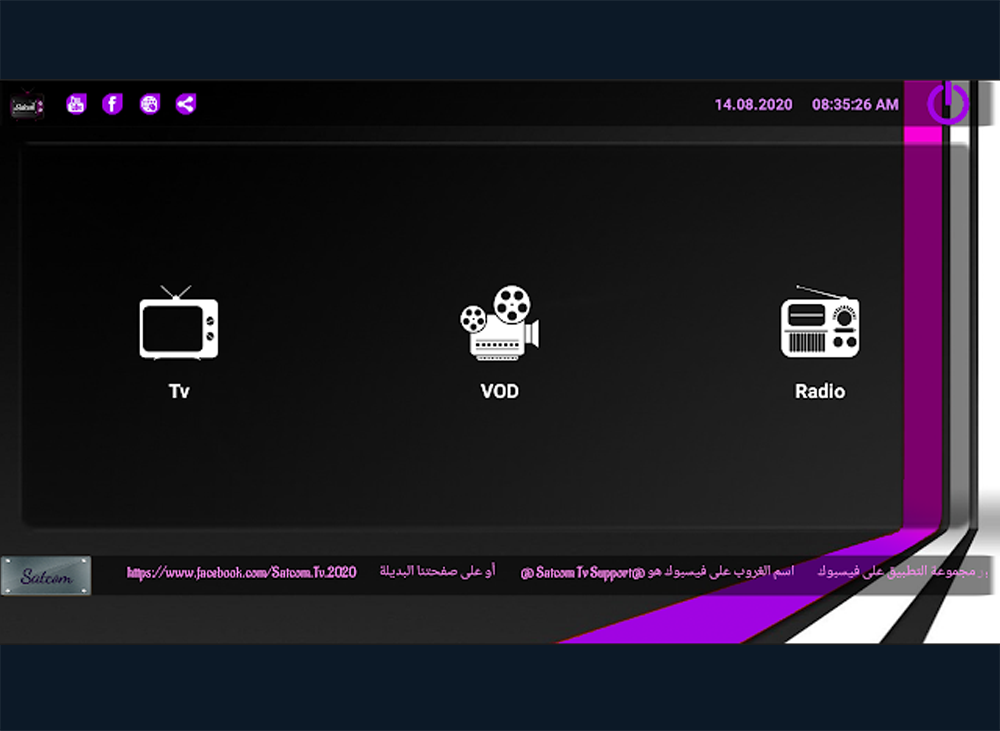 14.08.2020 08:35:26 AM
Tv
VOD
Radio
Satcom
مجموعة التطبيق على فيسبوك اسم الغروب على فيسبوك هو @Satcom Tv Support@ أو على صفحتنا البديلة https://www.facebook.com/Satcom.Tv.2020